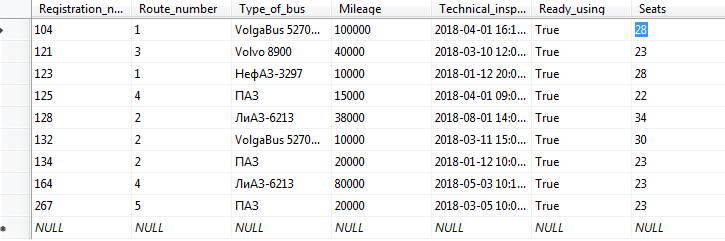 Registration_n... Route_number Type_of_bus Mileage Technical_insp... Ready_using Seats
104 1 VolgaBus 5270... 100000 2018-04-01 16:1... True 28
121 3 Volvo 8900 40000 2018-03-10 12:0... True 23
123 1 НефАЗ-3297 10000 2018-01-12 20:0... True 28
125 4 ПАЗ 15000 2018-04-01 09:0... True 22
128 2 ЛиАЗ-6213 38000 2018-08-01 14:0... True 34
132 2 VolgaBus 5270... 10000 2018-03-11 15:0... True 30
134 2 ПАЗ 20000 2018-01-12 10:0... True 23
164 4 ЛиАЗ-6213 80000 2018-05-03 10:1... True 23
267 5 ПАЗ 20000 2018-03-05 10:0... True 23
NULL NULL NULL NULL NULL NULL NULL